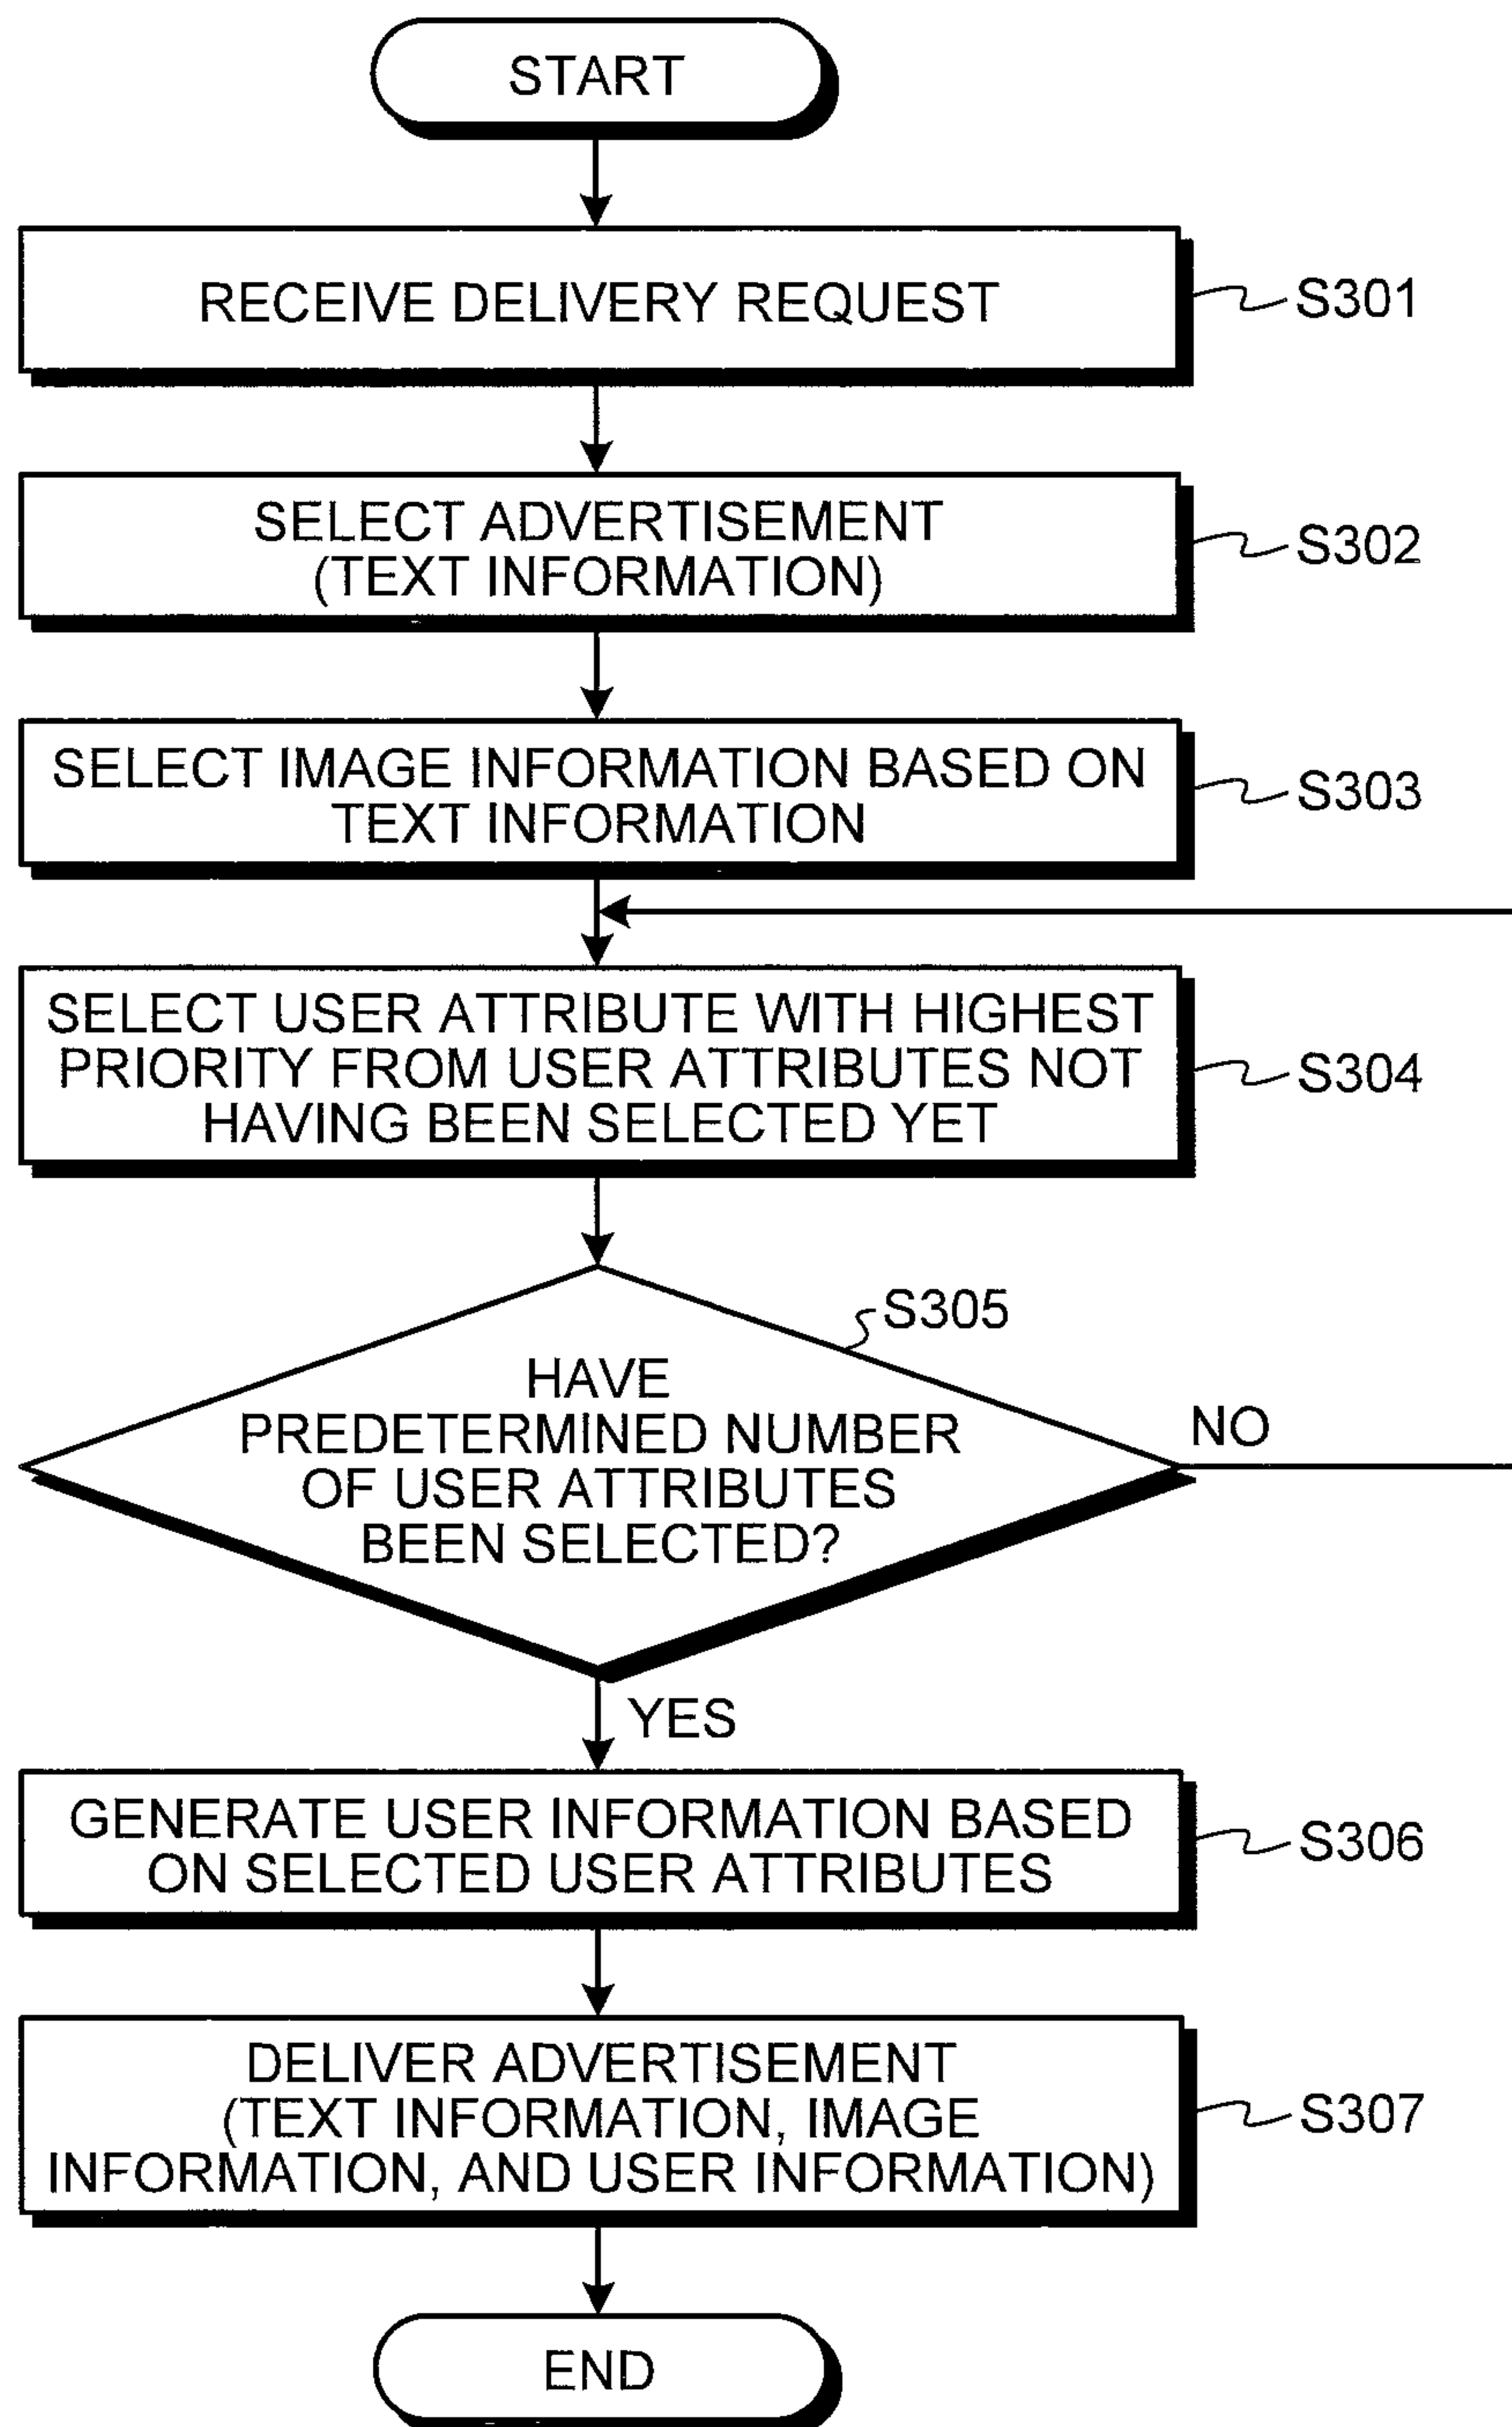 START
RECEIVE DELIVERY REQUEST
S301
SELECT ADVERTISEMENT
(TEXT INFORMATION)
S302
SELECT IMAGE INFORMATION BASED ON
TEXT INFORMATION
S303
SELECT USER ATTRIBUTE WITH HIGHEST
PRIORITY FROM USER ATTRIBUTES NOT
HAVING BEEN SELECTED YET
S304
S305
HAVE
PREDETERMINED NUMBER
OF USER ATTRIBUTES
BEEN SELECTED?
NO
YES
GENERATE USER INFORMATION BASED
ON SELECTED USER ATTRIBUTES
S306
DELIVER ADVERTISEMENT
(TEXT INFORMATION, IMAGE
INFORMATION, AND USER INFORMATION)
S307
END